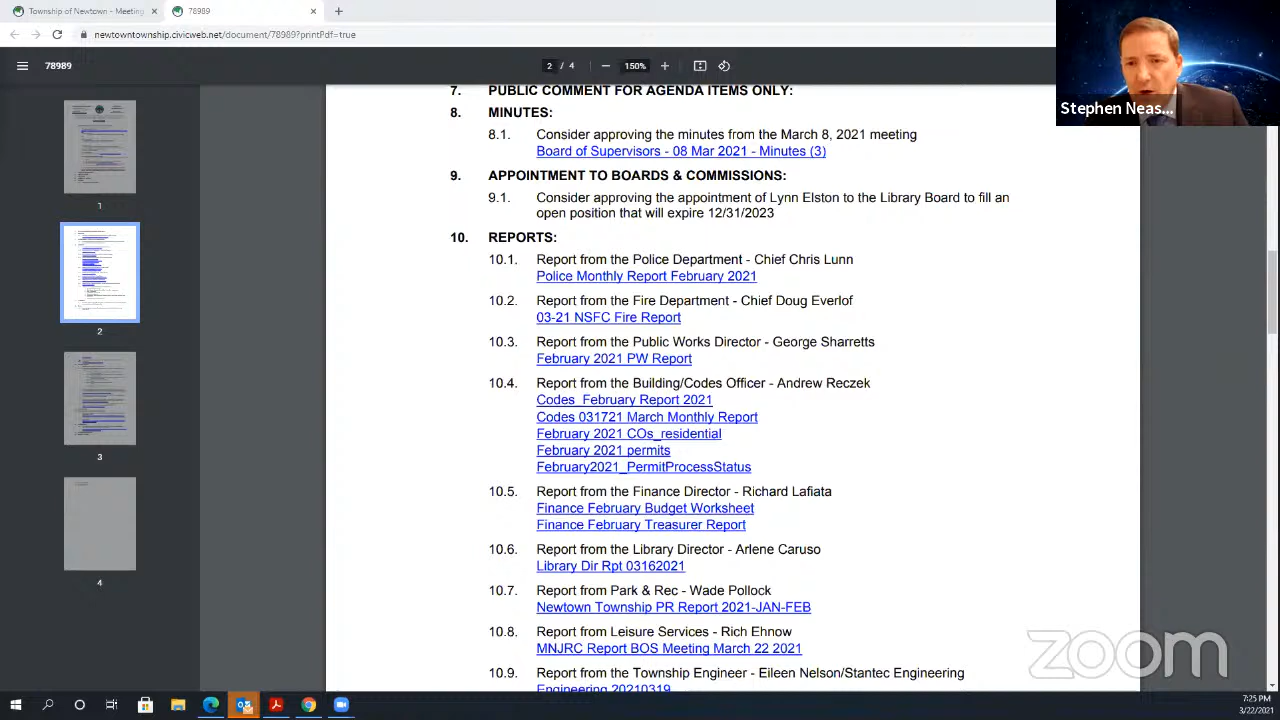 Township of Newtown - Meeting
78989
newtowntownship.civicweb.net/document/78989?printPdf=true
78989
2 / 4
150%
Stephen Neas...
7. PUBLIC COMMENT FOR AGENDA ITEMS ONLY:
8. MINUTES:
8.1. Consider approving the minutes from the March 8, 2021 meeting
Board of Supervisors - 08 Mar 2021 - Minutes (3)
9. APPOINTMENT TO BOARDS & COMMISSIONS:
9.1. Consider approving the appointment of Lynn Elston to the Library Board to fill an
open position that will expire 12/31/2023
10. REPORTS:
10.1. Report from the Police Department - Chief Chris Lunn
Police Monthly Report February 2021
10.2. Report from the Fire Department - Chief Doug Everlof
03-21 NSFC Fire Report
10.3. Report from the Public Works Director - George Sharretts
February 2021 PW Report
10.4. Report from the Building/Codes Officer - Andrew Reczek
Codes_February Report 2021
Codes 031721 March Monthly Report
February 2021 COs_residential
February 2021 permits
February2021_PermitProcessStatus
10.5. Report from the Finance Director - Richard Lafiata
Finance February Budget Worksheet
Finance February Treasurer Report
10.6. Report from the Library Director - Arlene Caruso
Library Dir Rpt 03162021
10.7. Report from Park & Rec - Wade Pollock
Newtown Township PR Report 2021-JAN-FEB
10.8. Report from Leisure Services - Rich Ehnow
MNJRC Report BOS Meeting March 22 2021
10.9. Report from the Township Engineer - Eileen Nelson/Stantec Engineering
Engineering 20210319
1
2
3
4
zoom
7:25 PM
3/22/2021